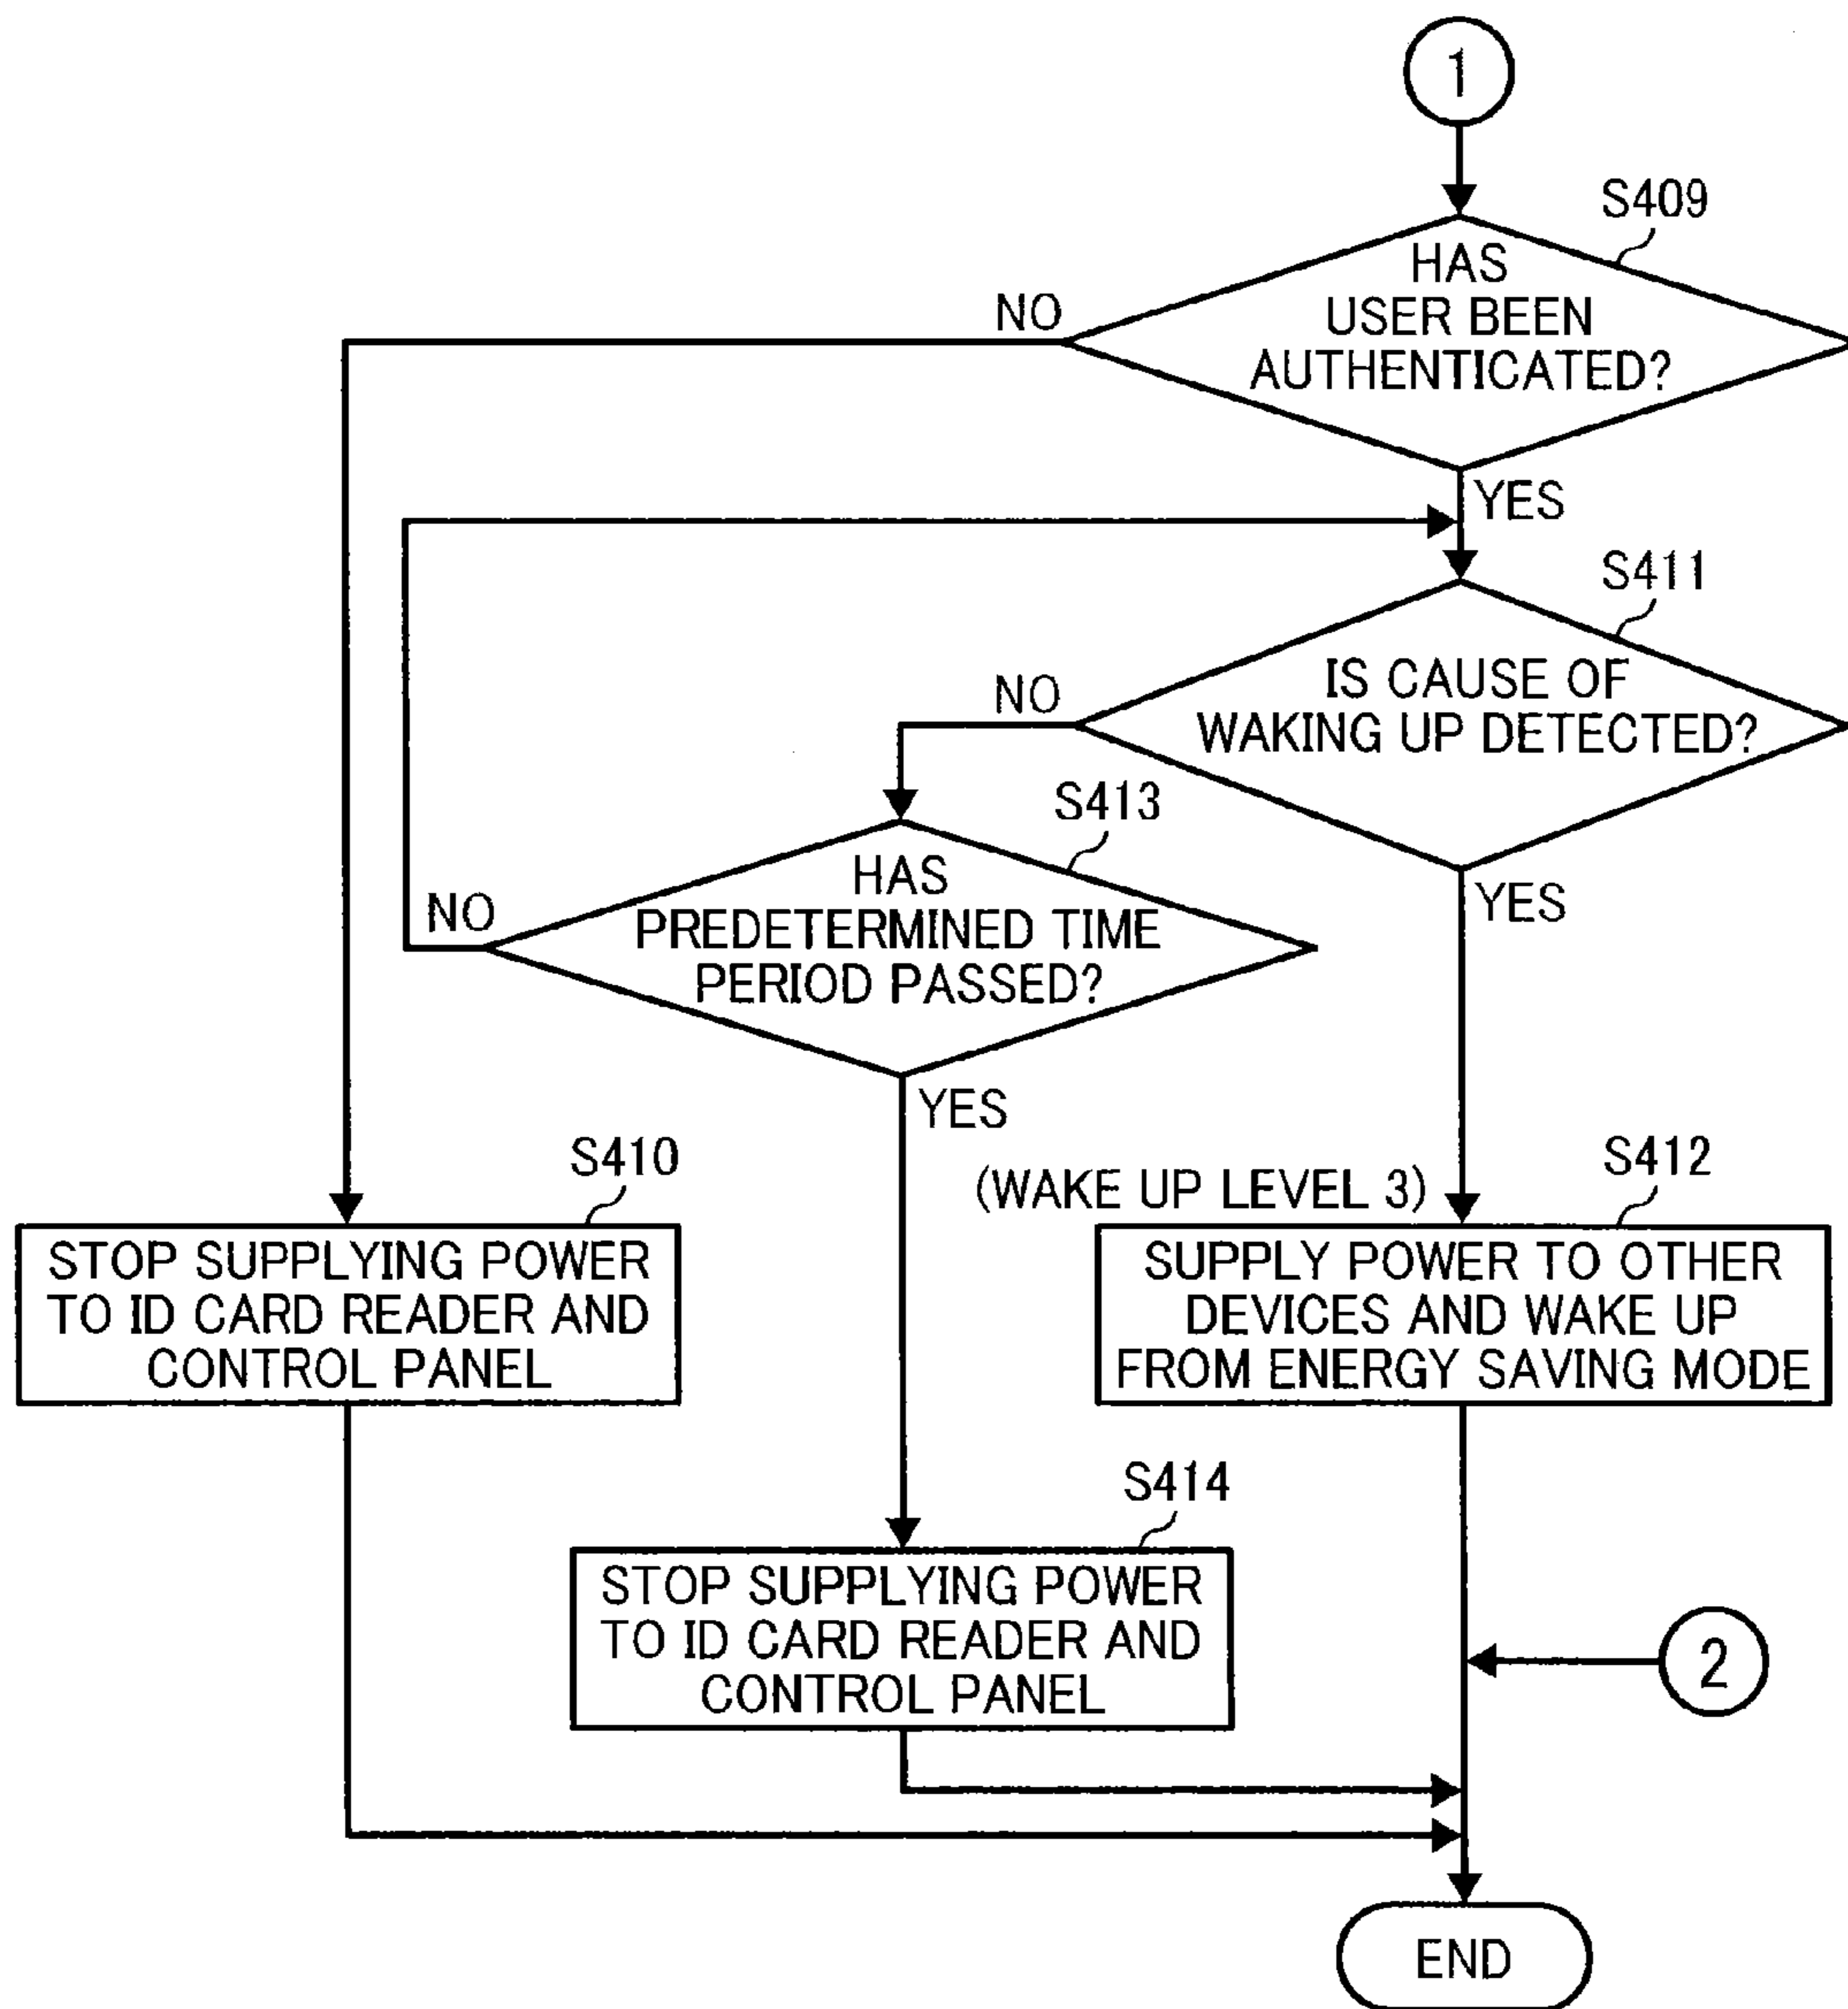 1
S409
HAS
USER BEEN
AUTHENTICATED?
NO
YES
S411
IS CAUSE OF
WAKING UP DETECTED?
NO
YES
S413
HAS
PREDETERMINED TIME
PERIOD PASSED?
NO
YES
S410
STOP SUPPLYING POWER
TO ID CARD READER AND
CONTROL PANEL
(WAKE UP LEVEL 3)
S412
SUPPLY POWER TO OTHER
DEVICES AND WAKE UP
FROM ENERGY SAVING MODE
S414
STOP SUPPLYING POWER
TO ID CARD READER AND
CONTROL PANEL
2
END